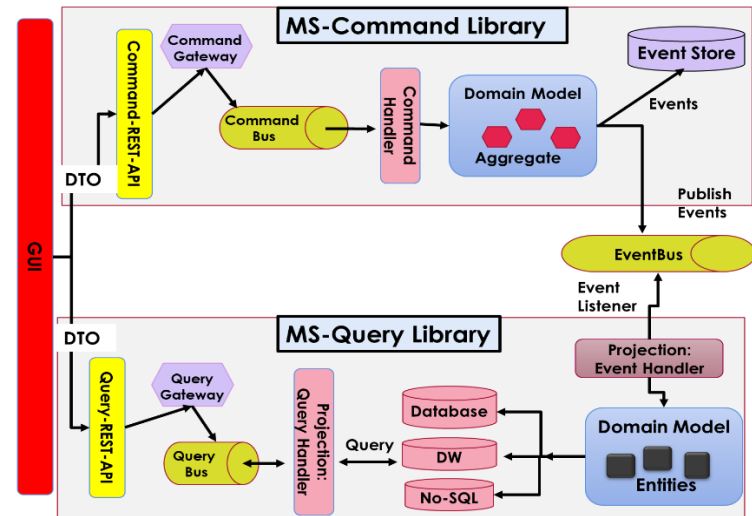 MS-Command Library
GUI
DTO
Command-REST-API
Command
Gateway
Command
Bus
Command
Handler
Domain Model
Aggregate
Event Store
Events
Publish
Events
EventBus
Event
Listener
MS-Query Library
DTO
Query-REST-API
Query
Gateway
Query
Bus
Projection:
Query Handler
Query
Database
DW
No-SQL
Projection:
Event Handler
Domain Model
Entities